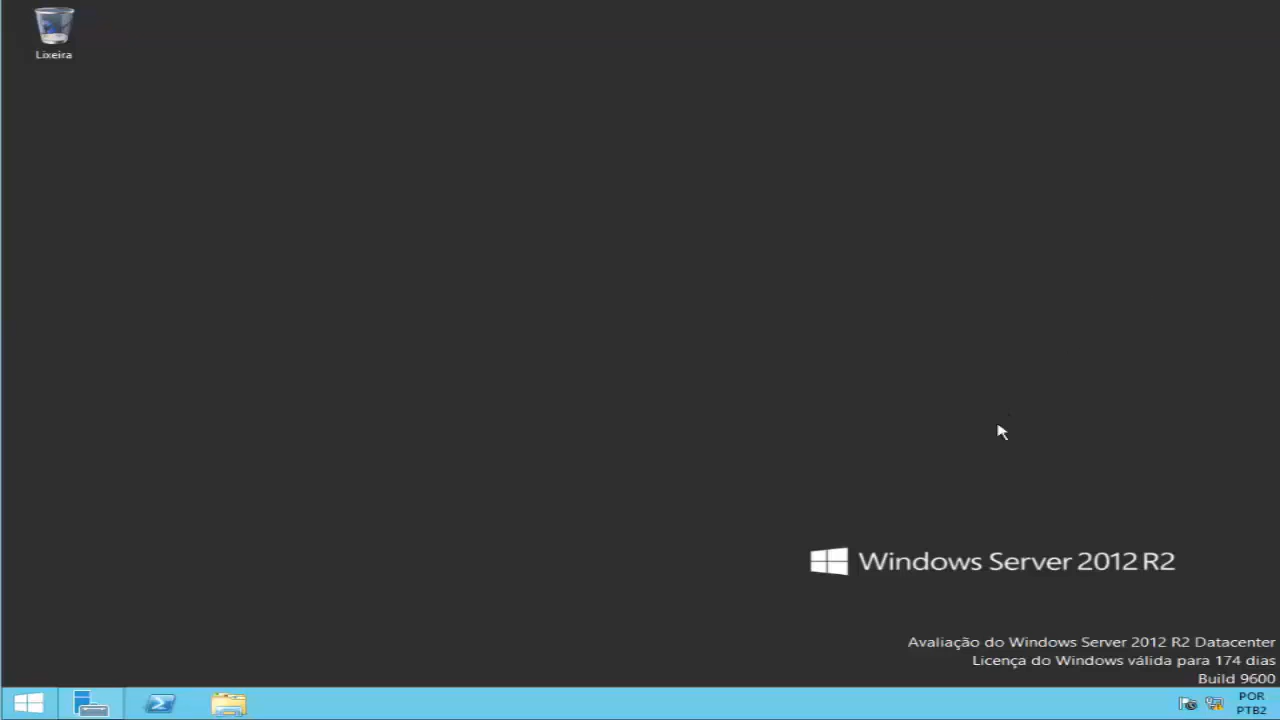 Lixeira
Windows Server 2012 R2
Avaliação do Windows Server 2012 R2 Datacenter
Licença do Windows válida para 174 dias
Build 9600
POR
PTB2